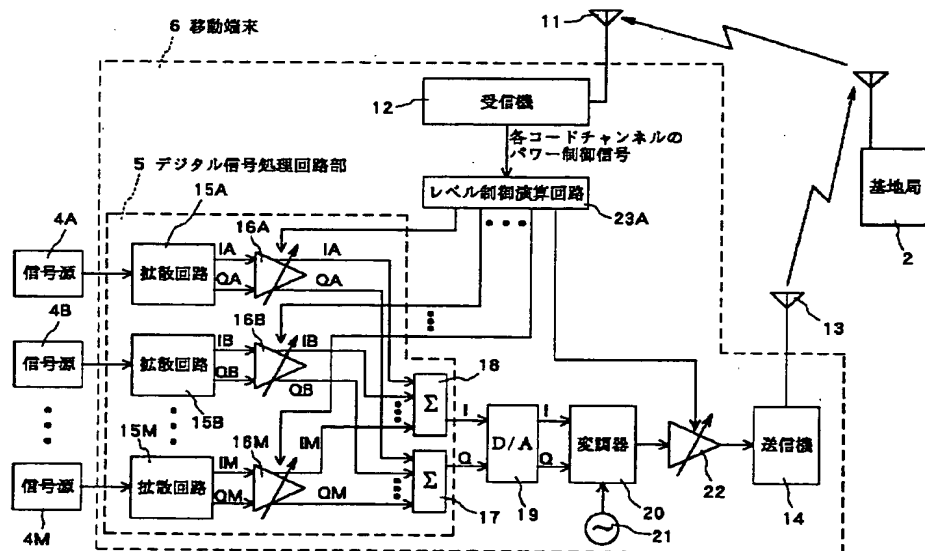 6 移動端末
11
12
受信機
各コードチャンネルの
パワー制御信号
レベル制御演算回路
23A
基地局
2
5 デジタル信号処理回路部
15A
16A
IA
QA
IA
QA
4A
信号源
拡散回路
4B
信号源
拡散回路
15B
16B
IB
QB
IB
QB
15M
16M
IM
QM
IM
QM
信号源
4M
拡散回路
Σ
18
Σ
17
I
Q
D/A
19
I
Q
変調器
20
21
22
送信機
14
13